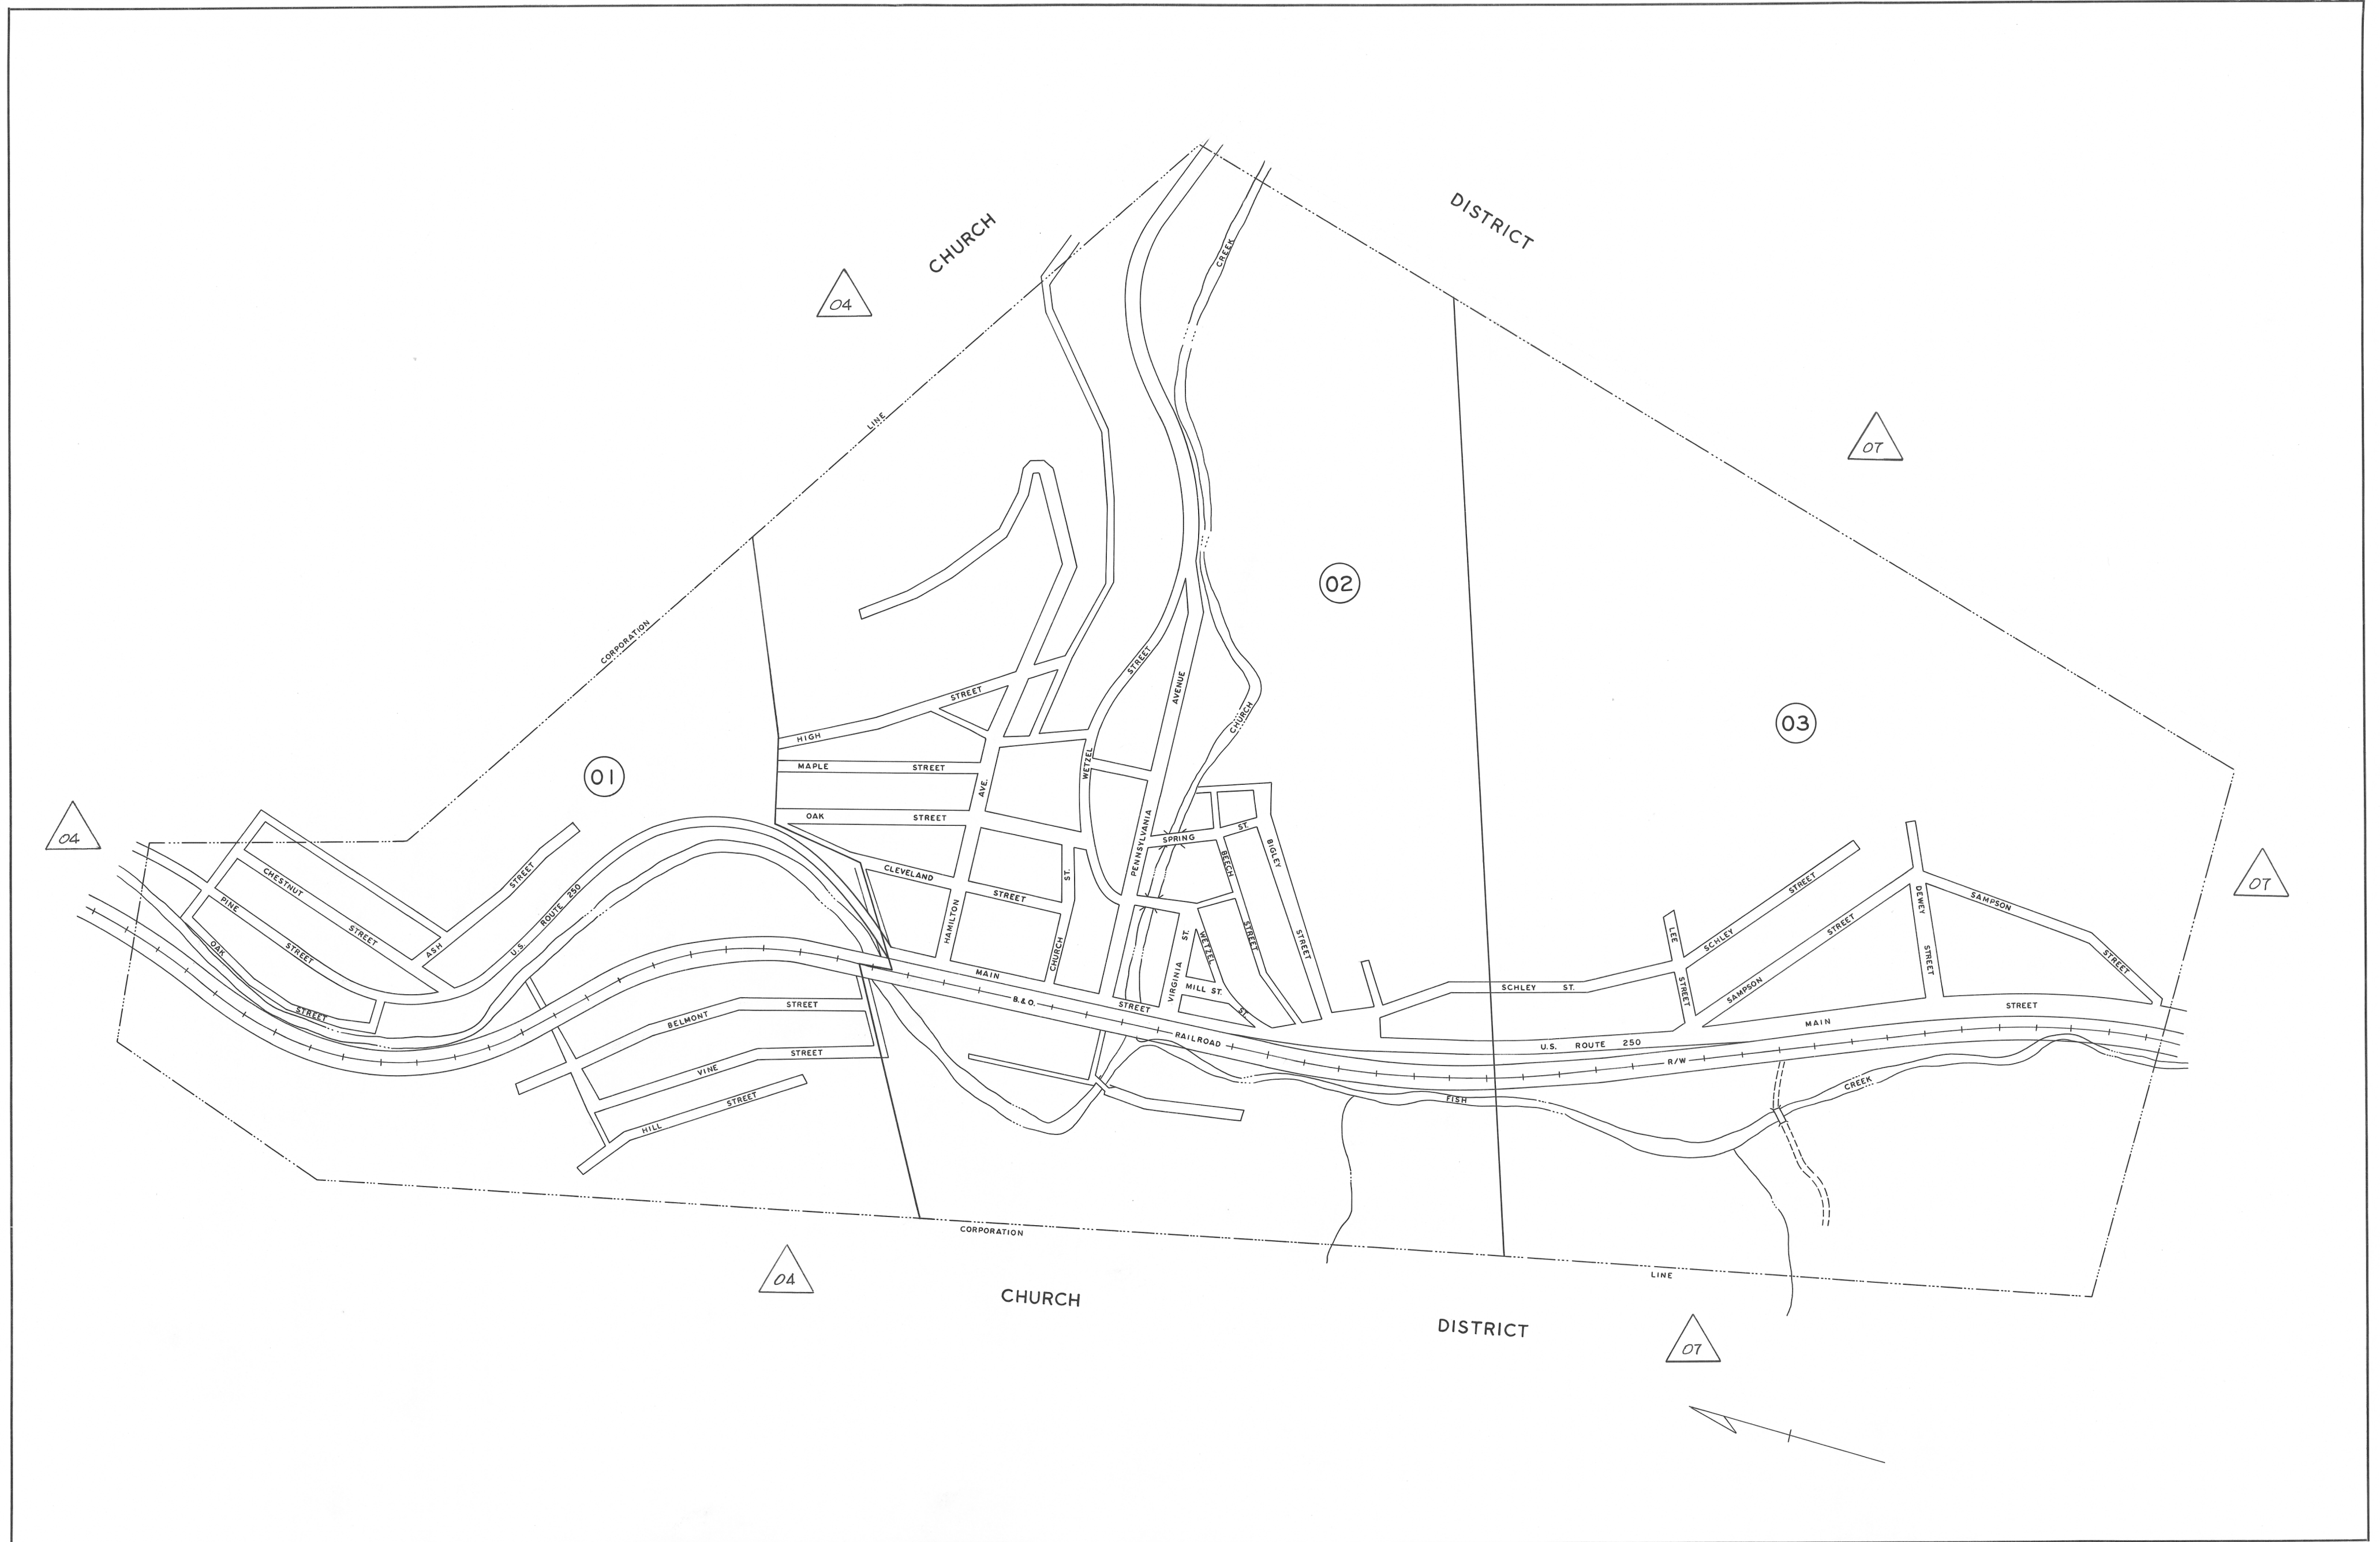 CHURCH
DISTRICT
04
07
LINE
CORPORATION
CREEK
01
02
03
04
07
HIGH STREET
MAPLE STREET
OAK STREET
CLEVELAND STREET
HAMILTON AVE.
CHURCH ST.
WETZEL STREET
PENNSYLVANIA AVENUE
CHURCH
SPRING ST.
BEECH STREET
BIGLEY STREET
VIRGINIA ST.
WETZEL ST.
MILL ST.
CHESTNUT STREET
PINE STREET
OAK STREET
ASH STREET
U.S. ROUTE 250
BELMONT STREET
VINE STREET
HILL STREET
MAIN STREET
B.&O. RAILROAD R/W
SCHLEY ST.
LEE STREET
SCHLEY STREET
SAMPSON STREET
DEWEY STREET
SAMPSON STREET
MAIN STREET
U.S. ROUTE 250
FISH CREEK
CORPORATION LINE
04
CHURCH
DISTRICT
07